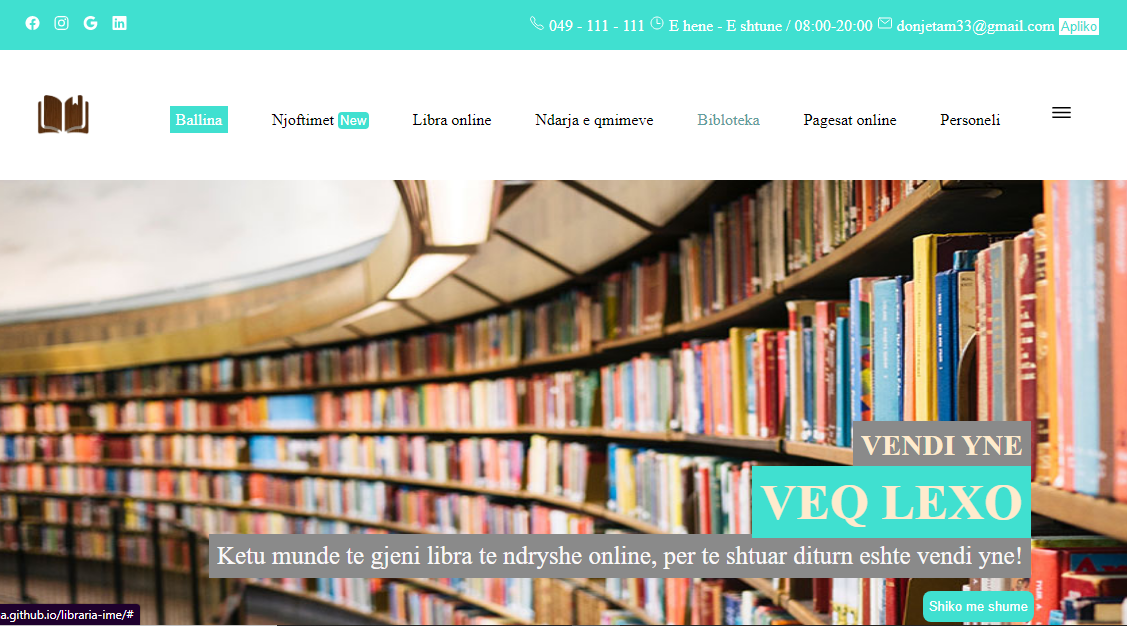 049 - 111 - 111 E hene - E shtune / 08:00-20:00 donjetam33@gmail.com Apliko
Ballina Njoftimet New Libra online Ndarja e qmimeve Bibloteka Pagesat online Personeli
VENDI YNE
VEQ LEXO
Ketu munde te gjeni libra te ndryshe online, per te shtuar diturn eshte vendi yne!
Shiko me shume
a.github.io/libraria-ime/#